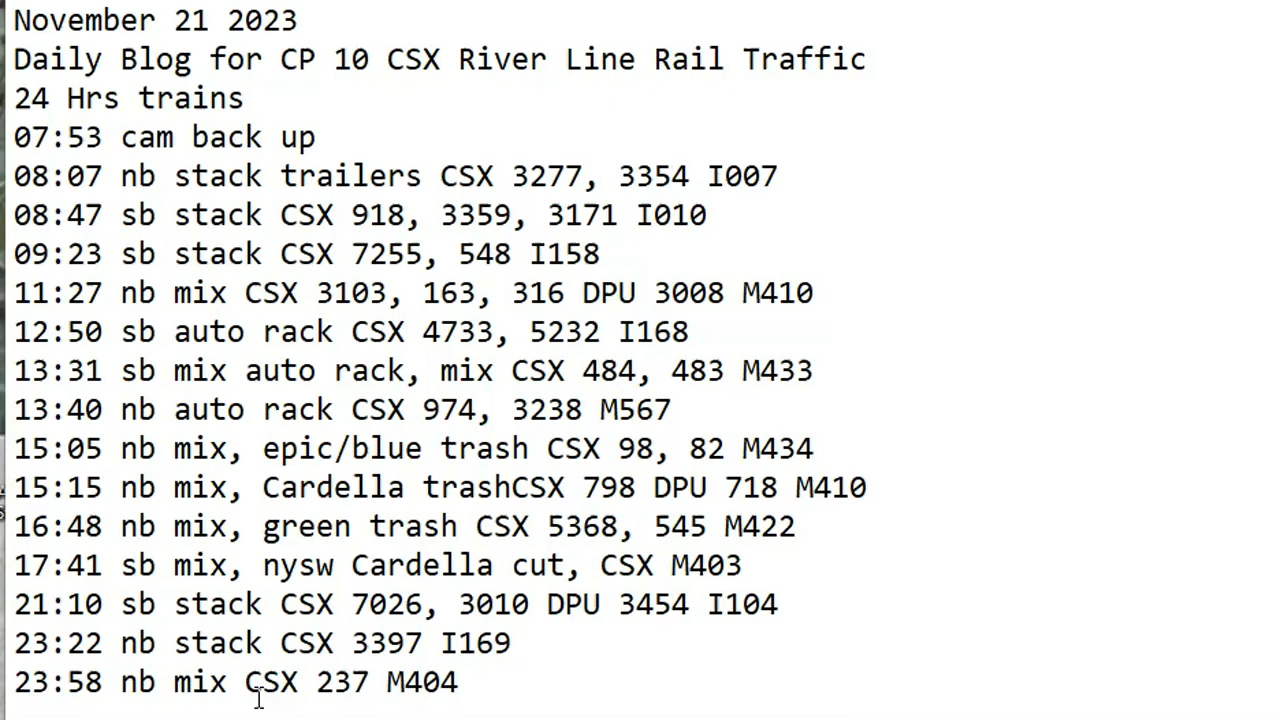 November 21 2023
Daily Blog for CP 10 CSX River Line Rail Traffic
24 Hrs trains
07:53 cam back up
08:07 nb stack trailers CSX 3277, 3354 I007
08:47 sb stack CSX 918, 3359, 3171 I010
09:23 sb stack CSX 7255, 548 I158
11:27 nb mix CSX 3103, 163, 316 DPU 3008 M410
12:50 sb auto rack CSX 4733, 5232 I168
13:31 sb mix auto rack, mix CSX 484, 483 M433
13:40 nb auto rack CSX 974, 3238 M567
15:05 nb mix, epic/blue trash CSX 98, 82 M434
15:15 nb mix, Cardella trashCSX 798 DPU 718 M410
16:48 nb mix, green trash CSX 5368, 545 M422
17:41 sb mix, nysw Cardella cut, CSX M403
21:10 sb stack CSX 7026, 3010 DPU 3454 I104
23:22 nb stack CSX 3397 I169
23:58 nb mix CSX 237 M404